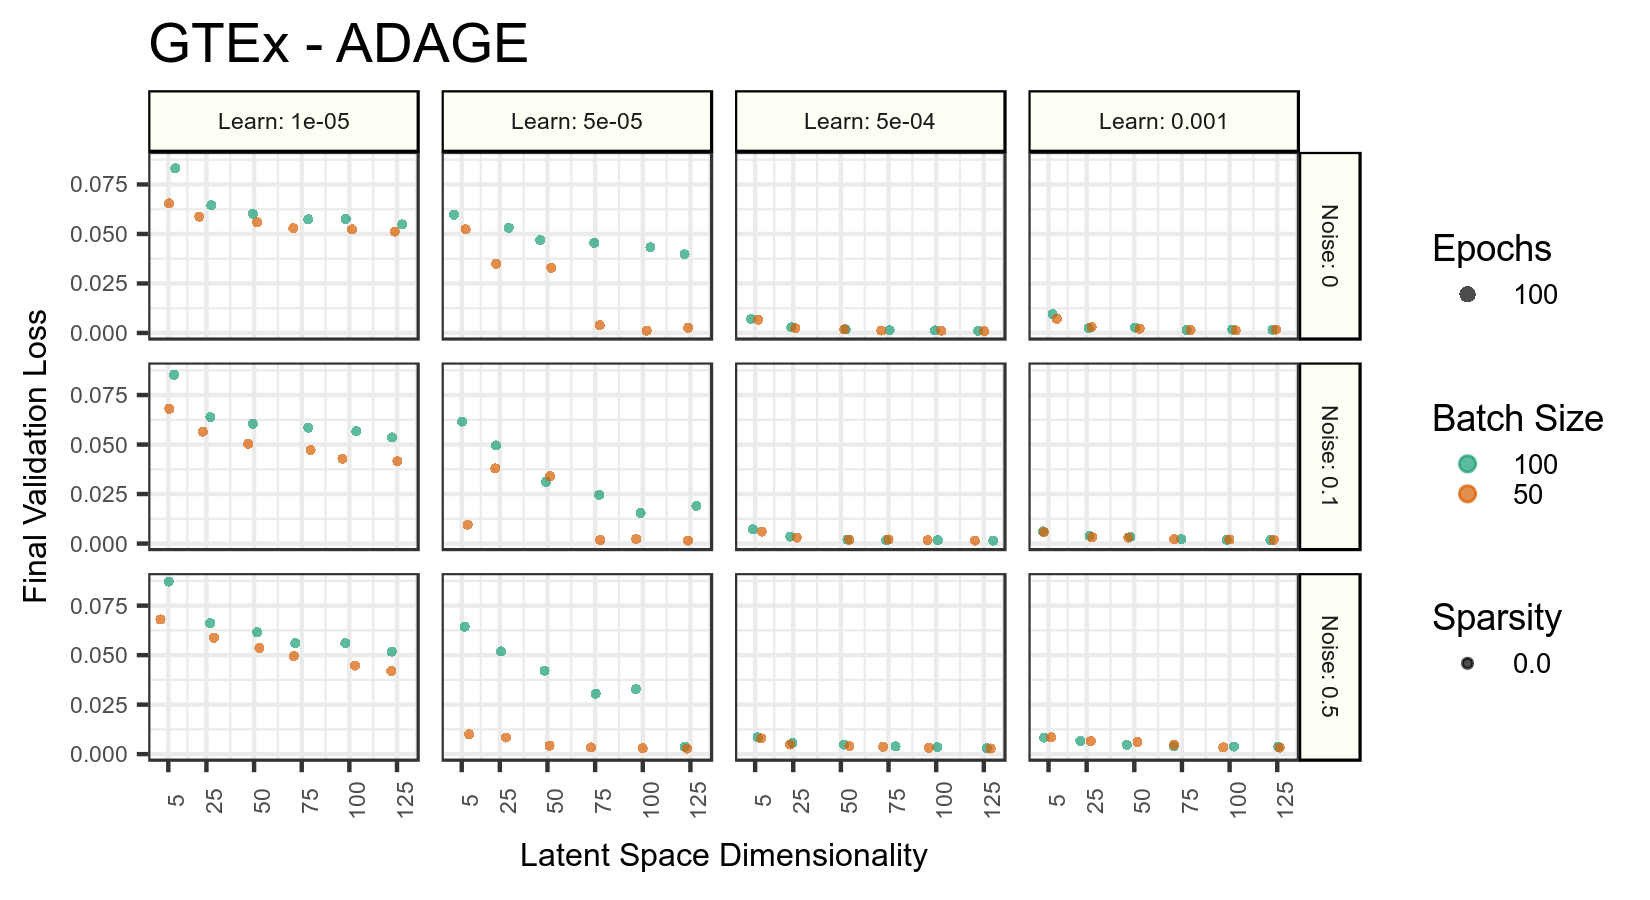 GTEx - ADAGE
Learn: 1e-05
Learn: 5e-05
Learn: 5e-04
Learn: 0.001
Final Validation Loss
0.075
0.050
0.025
0.000
Noise: 0
0.075
0.050
0.025
0.000
Noise: 0.1
0.075
0.050
0.025
0.000
Noise: 0.5
5 25 50 75 100 125
5 25 50 75 100 125
5 25 50 75 100 125
5 25 50 75 100 125
Latent Space Dimensionality
Epochs
100
Batch Size
100
50
Sparsity
0.0